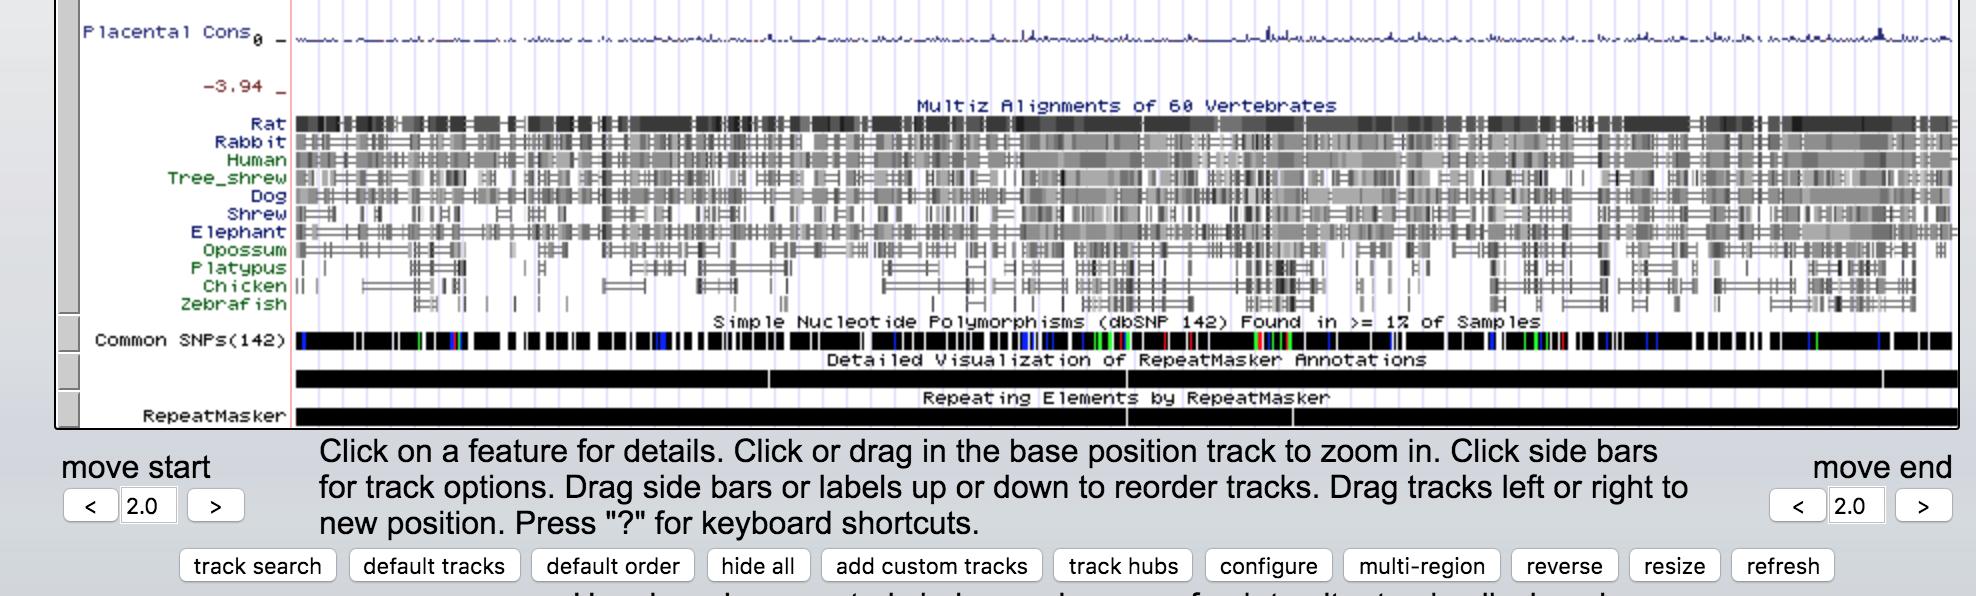 Placental Cons
0 _
-3.94 _
Multiz Alignments of 60 Vertebrates
Rat
Rabbit
Human
Tree_shrew
Dog
Shrew
Elephant
Opossum
Platypus
Chicken
Zebrafish
Simple Nucleotide Polymorphisms (dbSNP 142) Found in >= 1% of Samples
Common SNPs(142)
Detailed Visualization of RepeatMasker Annotations
Repeating Elements by RepeatMasker
RepeatMasker
move start
< 2.0 >
Click on a feature for details. Click or drag in the base position track to zoom in. Click side bars
for track options. Drag side bars or labels up or down to reorder tracks. Drag tracks left or right to
new position. Press "?" for keyboard shortcuts.
move end
< 2.0 >
track search default tracks default order hide all add custom tracks track hubs configure multi-region reverse resize refresh